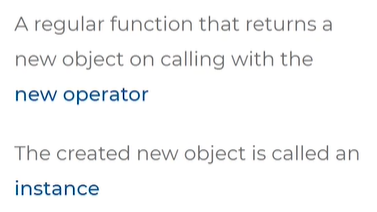 A regular function that returns a
new object on calling with the
new operator
The created new object is called an
instance